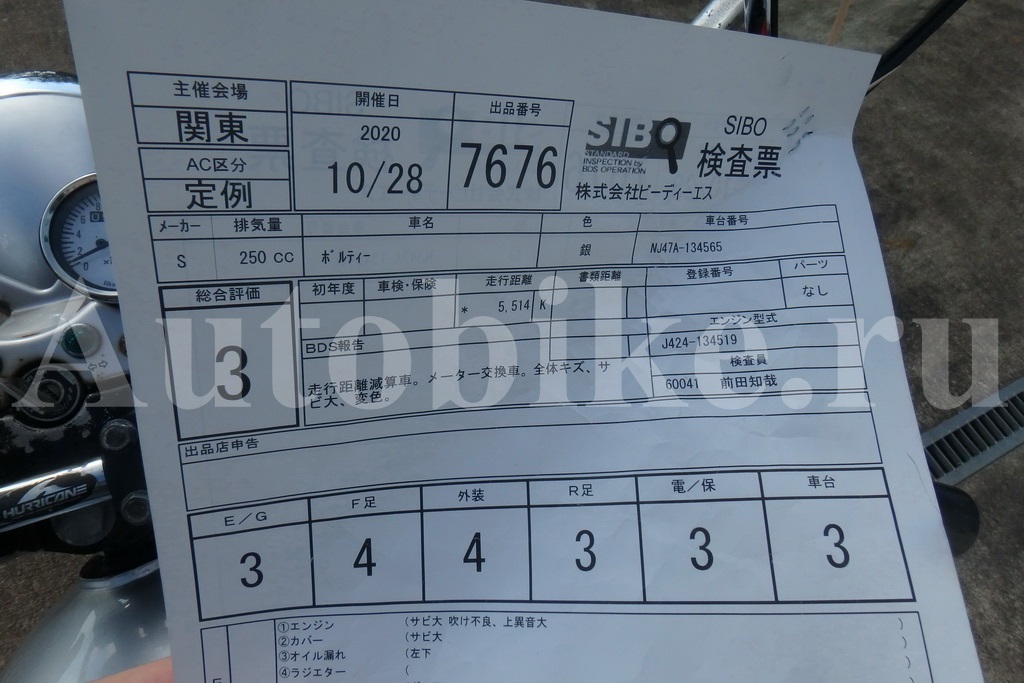 主催会場
関東
AC区分
定例
開催日
2020
10/28
出品番号
7676
SIBO
STANDARD
INSPECTION by
BDS OPERATION
SIBO
検査票
株式会社ビーディーエス
メーカー 排気量 車名 色 車台番号
S 250 CC ボルティー 銀 NJ47A-134565
総合評価
3
初年度 車検・保険 走行距離 書類距離 登録番号 パーツ
* 5,514 K なし
エンジン型式
J424-134519
検査員
60041 前田知哉
BDS報告
走行距離減算車。メーター交換車。全体キズ、サ
ビ大、変色。
出品店申告
E/G F足 外装 R足 電/保 車台
3 4 4 3 3 3
①エンジン (サビ大 吹け不良、上異音大 )
②カバー (サビ大 )
③オイル漏れ (左下 )
④ラジエター (
HURRICANE
Autobike.ru